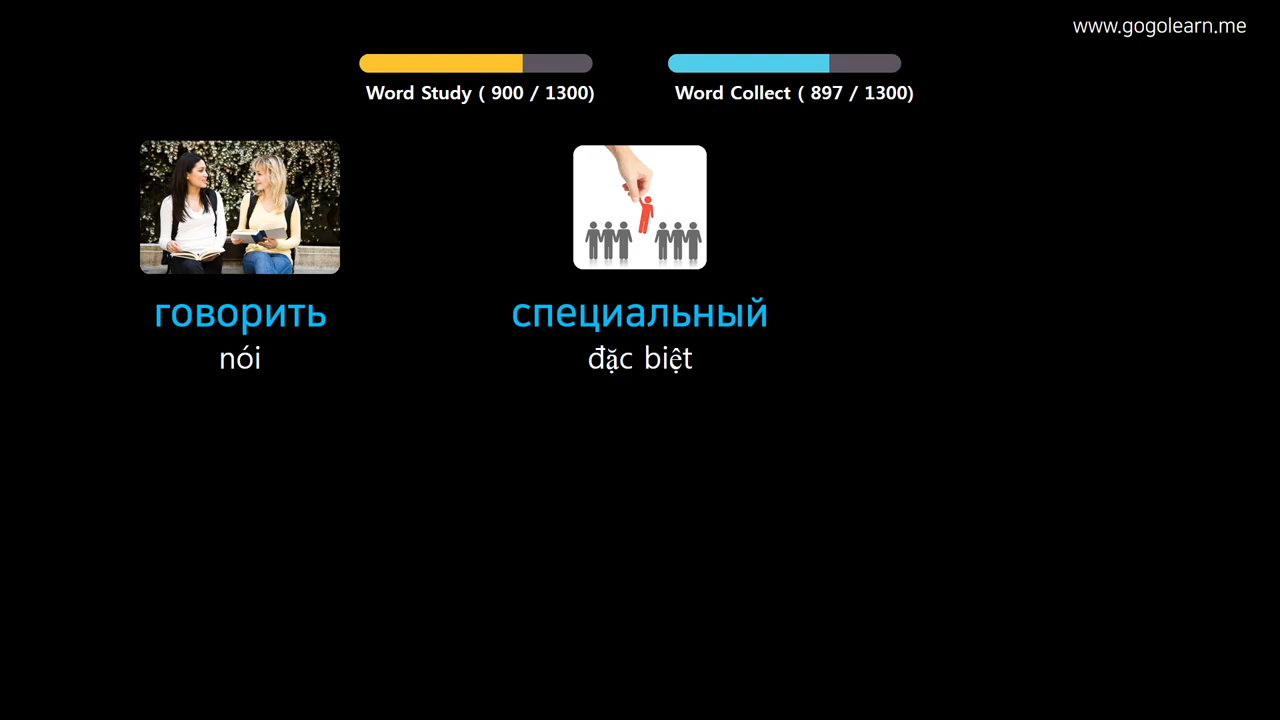 www.gogolearn.me
Word Study ( 900 / 1300)
Word Collect ( 897 / 1300)
говорить
nói
специальный
đặc biệt